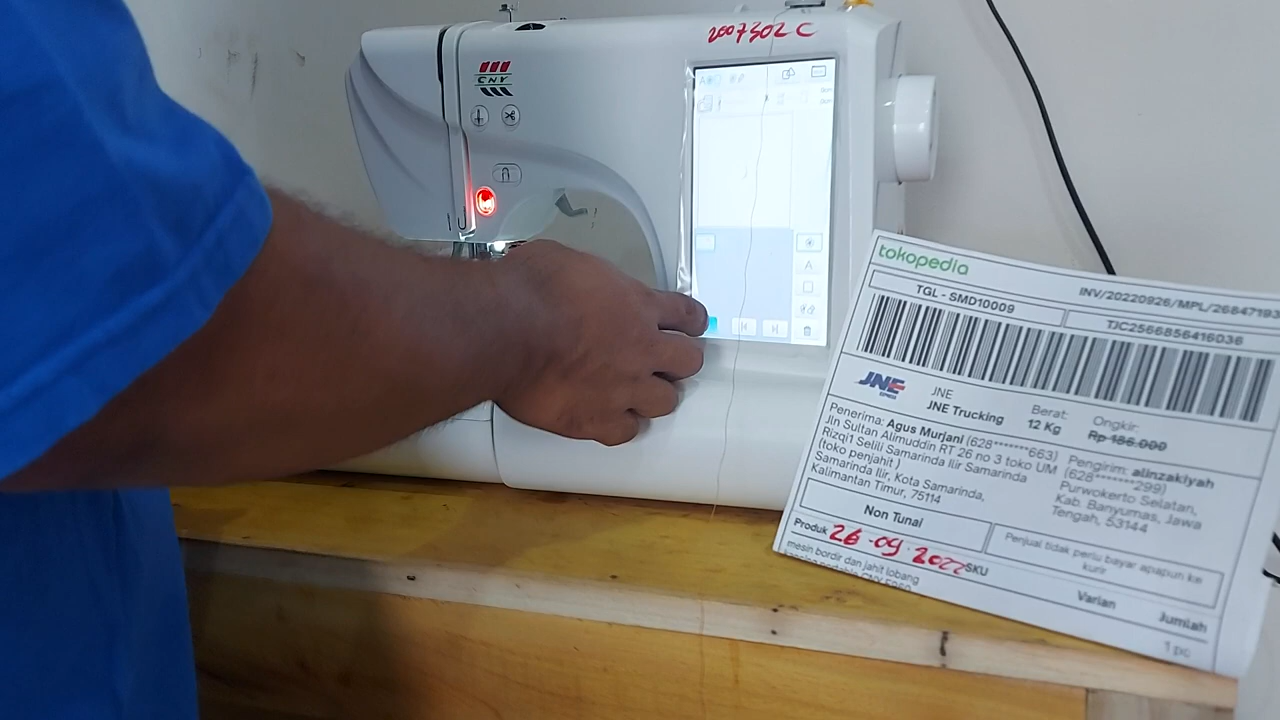 2007302 C
CNY
tokopedia
INV/20220926/MPL/26847193
TGL - SMD10009
TJC2566856416036
JNE
EXPRESS
JNE
JNE Trucking
Berat:
12 Kg
Ongkir:
Rp 186.000
Penerima: Agus Murjani (628*******663)
Jln Sultan Alimuddin RT 26 no 3 toko UM
Rizqi1 Selili Samarinda Ilir Samarinda
(toko penjahit )
Samarinda Ilir, Kota Samarinda,
Kalimantan Timur, 75114
Pengirim: alinzakiyah
(628*******299)
Purwokerto Selatan,
Kab. Banyumas, Jawa
Tengah, 53144
Non Tunai
Penjual tidak perlu bayar apapun ke
kurir
Produk
26-09-2022
SKU
Varian
Jumlah
mesin bordir dan jahit lobang
1 pc